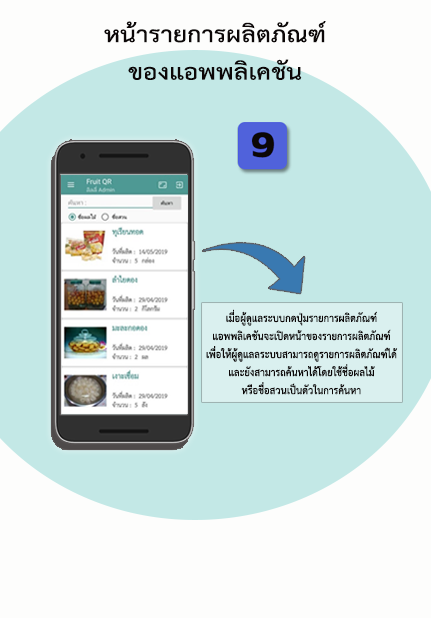 หน้ารายการผลิตภัณฑ์
ของแอพพลิเคชัน
9
Fruit QR
ยินดี Admin
ค้นหา :
ค้นหา
ชื่อผลไม้
ชื่อสวน
ทุเรียนทอด
วันที่ผลิต : 14/05/2019
จำนวน : 5 กล่อง
ลำไยดอง
วันที่ผลิต : 29/04/2019
จำนวน : 2 กิโลกรัม
มะละกอดอง
วันที่ผลิต : 29/04/2019
จำนวน : 2 ผล
เงาะเชื่อม
วันที่ผลิต : 29/04/2019
จำนวน : 5 ถัง
เมื่อผู้ดูแลระบบกดปุ่มรายการผลิตภัณฑ์
แอพพลิเคชันจะเปิดหน้าของรายการผลิตภัณฑ์
เพื่อให้ผู้ดูแลระบบสามารถดูรายการผลิตภัณฑ์ได้
และยังสามารถค้นหาได้โดยใช้ชื่อผลไม้
หรือชื่อสวนเป็นตัวในการค้นหา